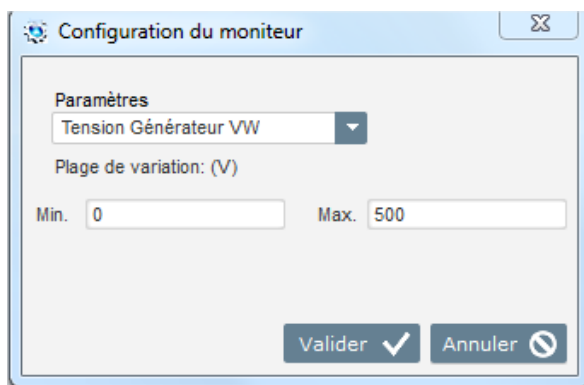 Configuration du moniteur
Paramètres
Tension Générateur VW
Plage de variation: (V)
Min. 0 Max. 500
Valider Annuler